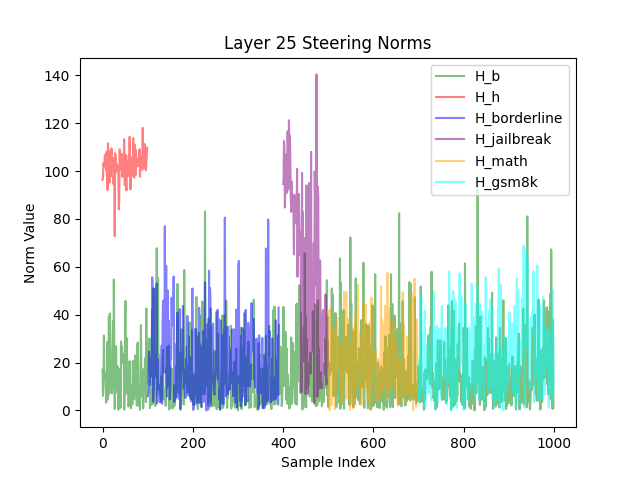 Layer 25 Steering Norms
Norm Value
140
120
100
80
60
40
20
0
0
200
400
600
800
1000
Sample Index
H_b
H_h
H_borderline
H_jailbreak
H_math
H_gsm8k